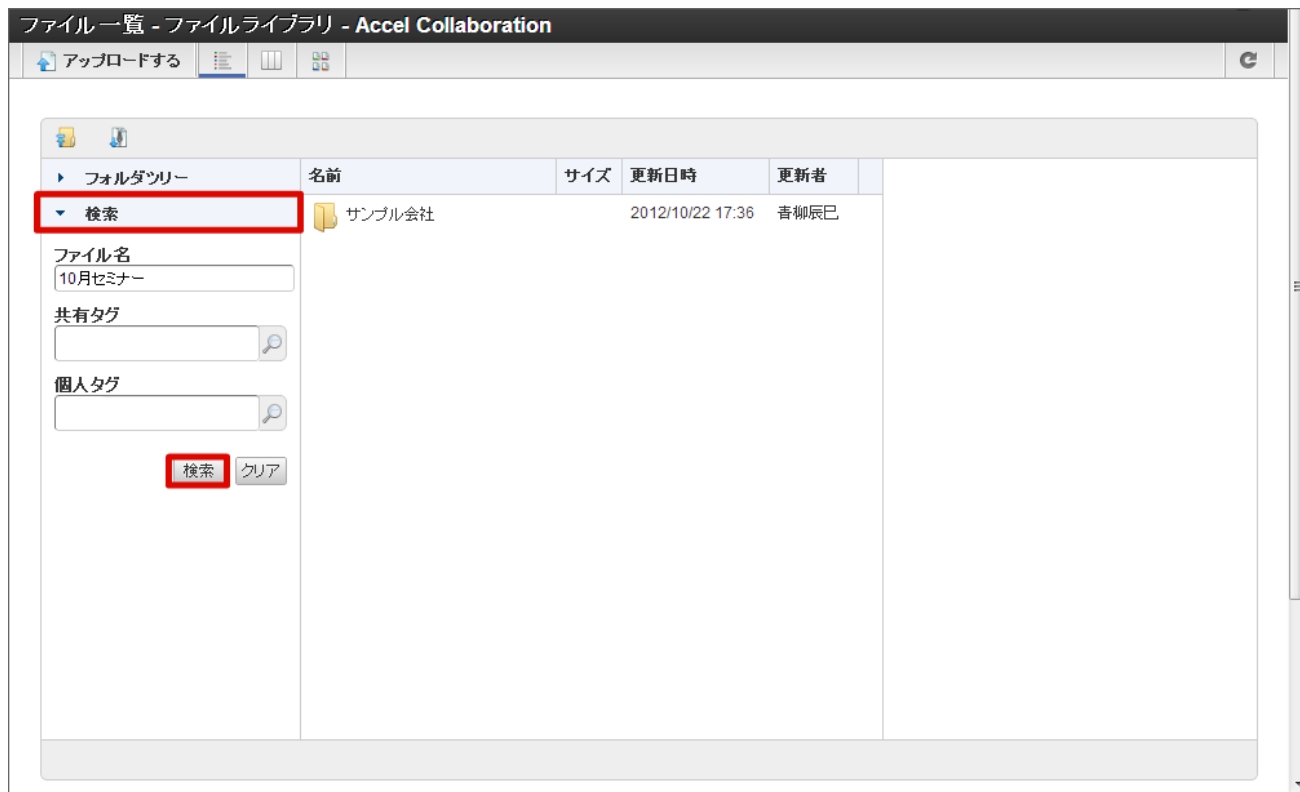 ファイル一覧 - ファイルライブラリ - Accel Collaboration
アップロードする
フォルダツリー
名前 サイズ 更新日時 更新者
検索
サンプル会社 2012/10/22 17:36 青柳辰巳
ファイル名
10月セミナー
共有タグ
個人タグ
検索 クリア